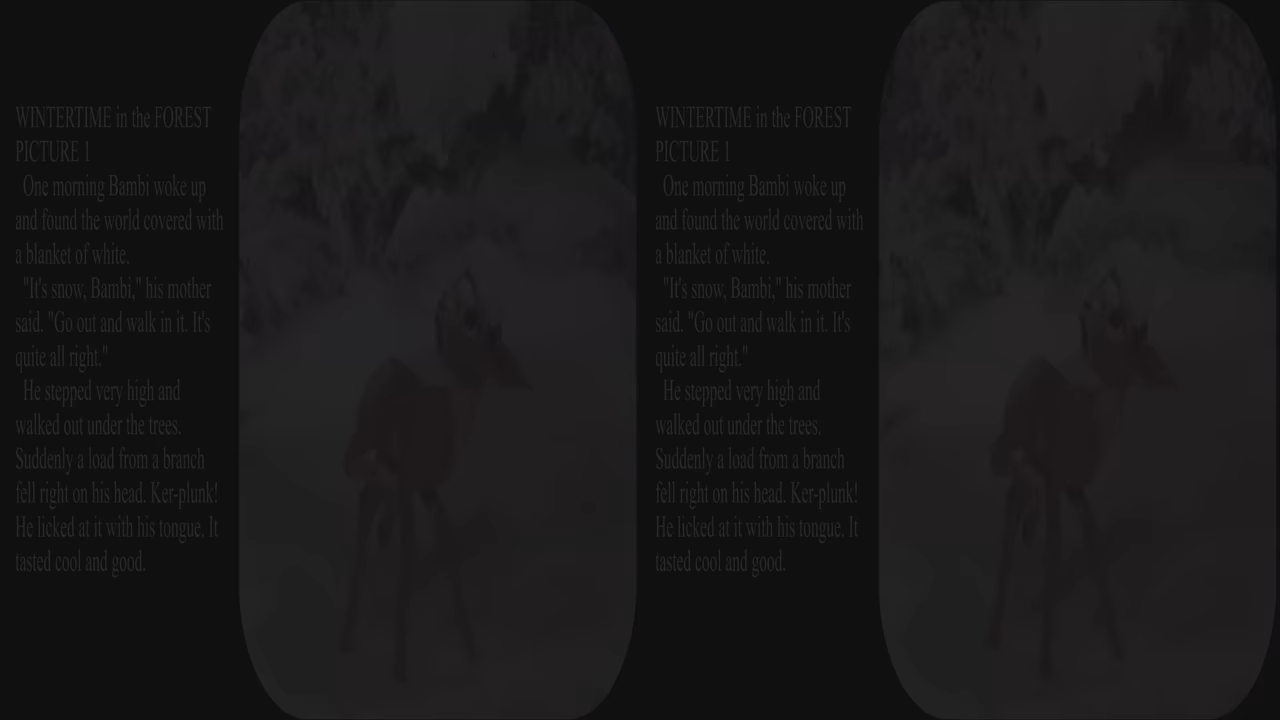 WINTERTIME in the FOREST
PICTURE 1
One morning Bambi woke up
and found the world covered with
a blanket of white.
"It's snow, Bambi," his mother
said. "Go out and walk in it. It's
quite all right."
He stepped very high and
walked out under the trees.
Suddenly a load from a branch
fell right on his head. Ker-plunk!
He licked at it with his tongue. It
tasted cool and good.
WINTERTIME in the FOREST
PICTURE 1
One morning Bambi woke up
and found the world covered with
a blanket of white.
"It's snow, Bambi," his mother
said. "Go out and walk in it. It's
quite all right."
He stepped very high and
walked out under the trees.
Suddenly a load from a branch
fell right on his head. Ker-plunk!
He licked at it with his tongue. It
tasted cool and good.